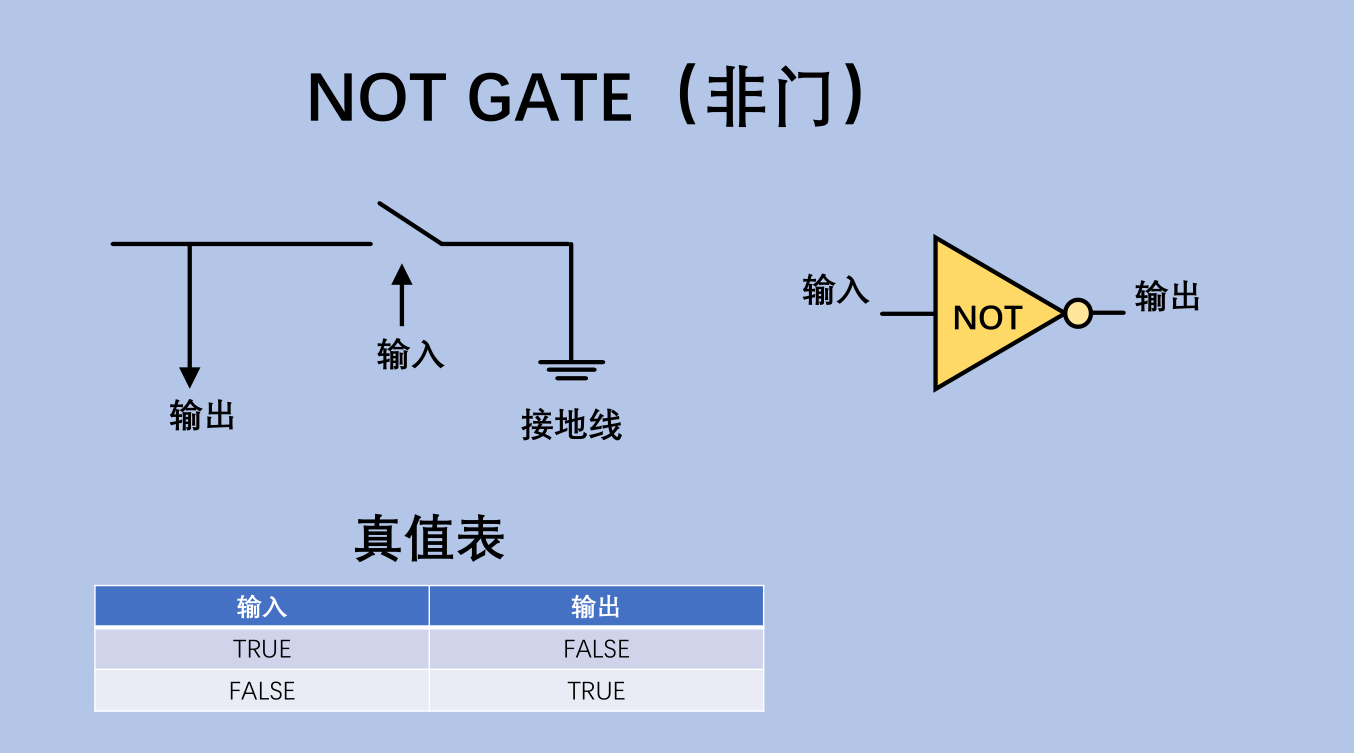 NOT GATE（非门）
输入
输出
接地线
输入
NOT
输出
真值表
输入 输出
TRUE FALSE
FALSE TRUE